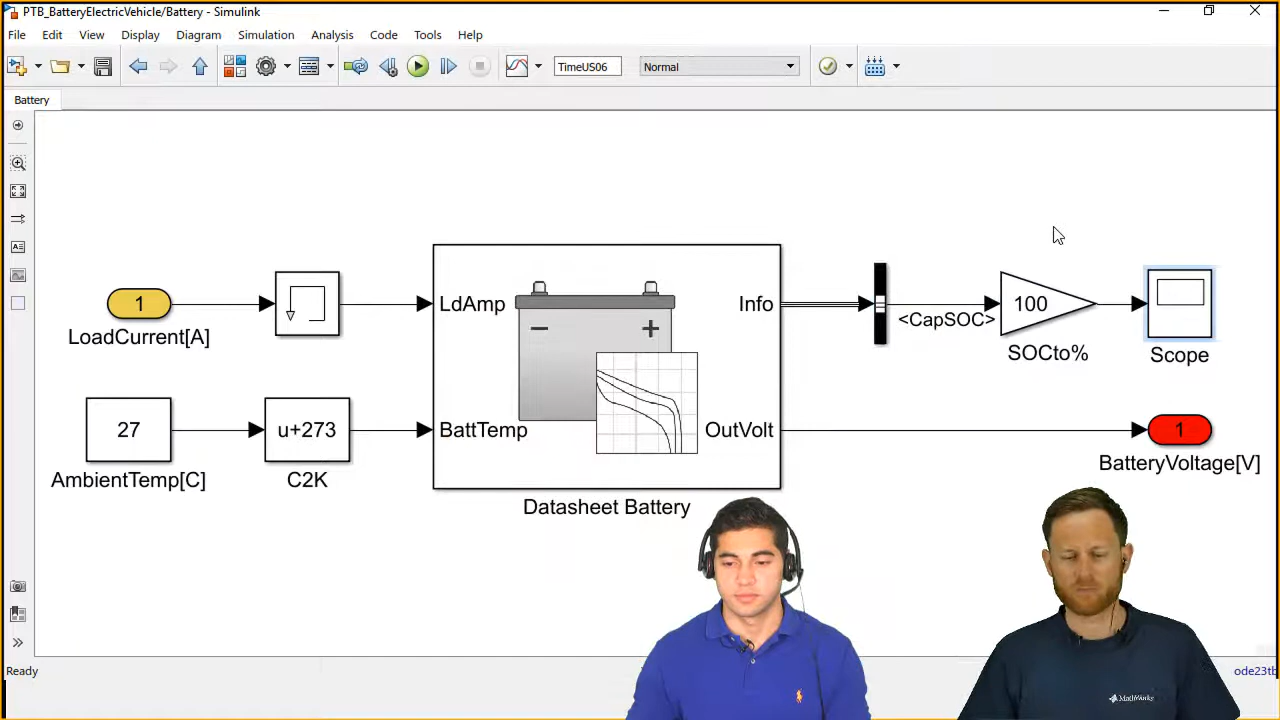 PTB_BatteryElectricVehicle/Battery - Simulink
File Edit View Display Diagram Simulation Analysis Code Tools Help
TimeUS06 Normal
Battery
1
LoadCurrent[A]
LdAmp
Info
<CapSOC>
100
SOCto%
Scope
27
AmbientTemp[C]
u+273
C2K
BattTemp
OutVolt
1
BatteryVoltage[V]
Datasheet Battery
MathWorks
Ready
ode23tb